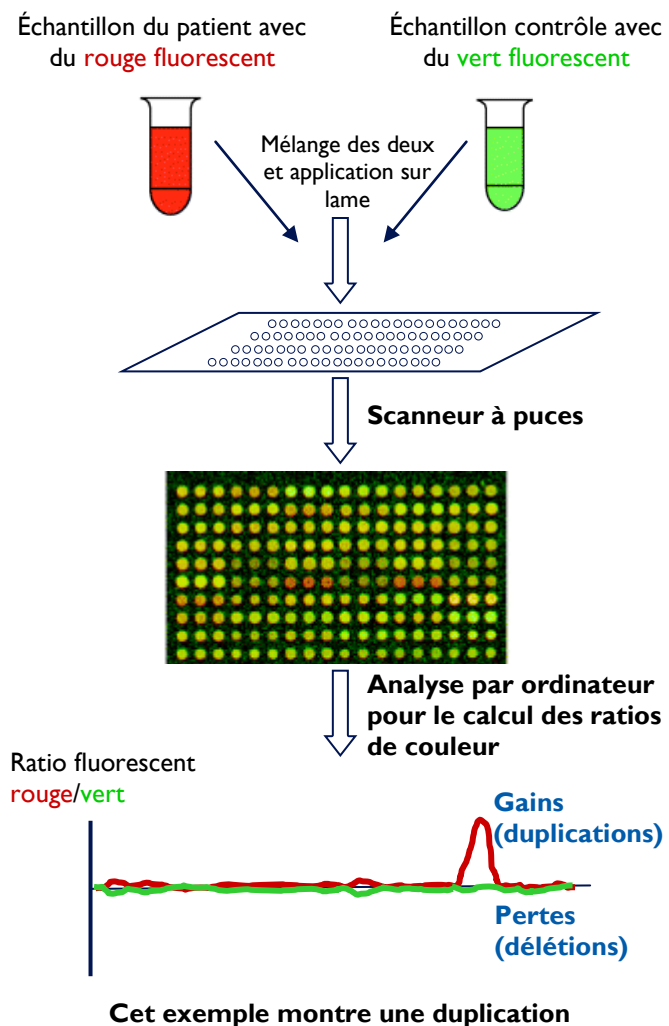 Échantillon du patient avec
du rouge fluorescent
Échantillon contrôle avec
du vert fluorescent
Mélange des deux
et application sur
lame
Scanneur à puces
Analyse par ordinateur
pour le calcul des ratios
de couleur
Ratio fluorescent
rouge/vert
Gains
(duplications)
Pertes
(délétions)
Cet exemple montre une duplication